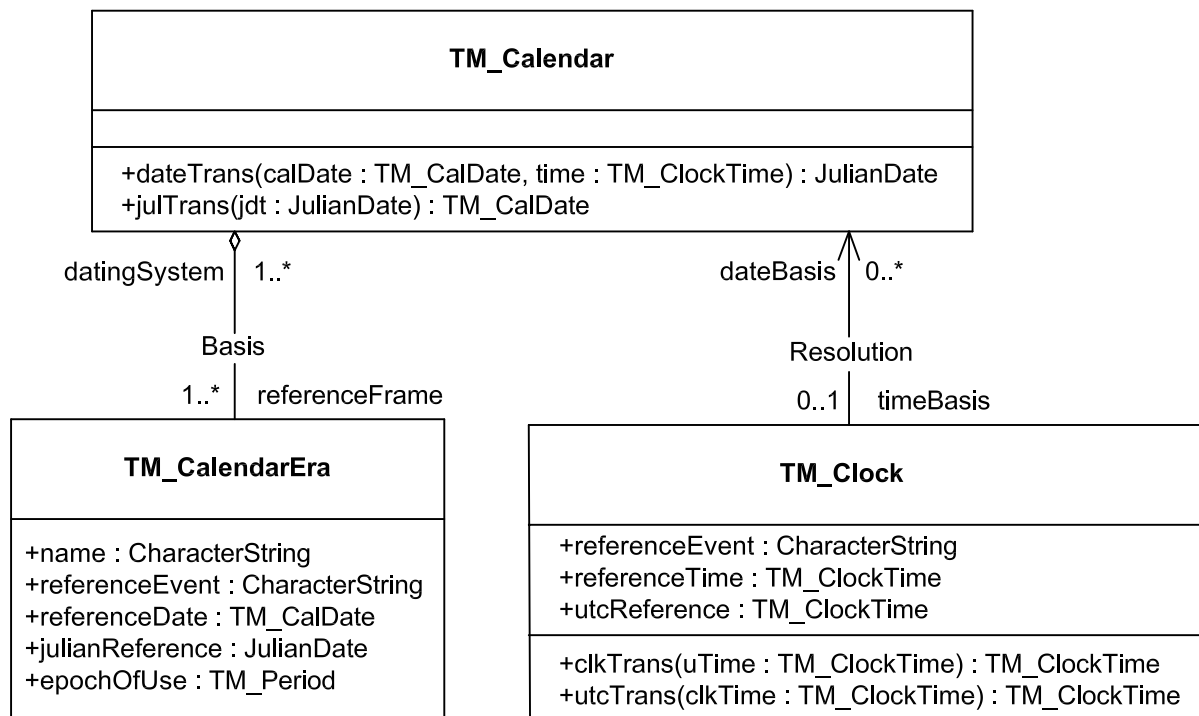 TM_Calendar
+dateTrans(calDate : TM_CalDate, time : TM_ClockTime) : JulianDate
+julTrans(jdt : JulianDate) : TM_CalDate
datingSystem 1..*
dateBasis 0..*
Basis
Resolution
1..* referenceFrame
0..1 timeBasis
TM_CalendarEra
+name : CharacterString
+referenceEvent : CharacterString
+referenceDate : TM_CalDate
+julianReference : JulianDate
+epochOfUse : TM_Period
TM_Clock
+referenceEvent : CharacterString
+referenceTime : TM_ClockTime
+utcReference : TM_ClockTime
+clkTrans(uTime : TM_ClockTime) : TM_ClockTime
+utcTrans(clkTime : TM_ClockTime) : TM_ClockTime